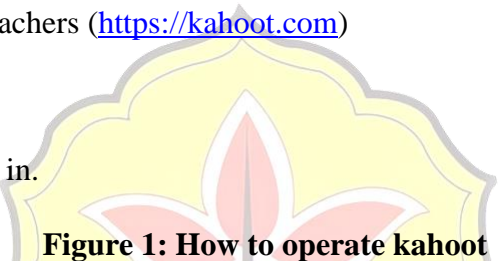 achers (https://kahoot.com)
in.
Figure 1: How to operate kahoot